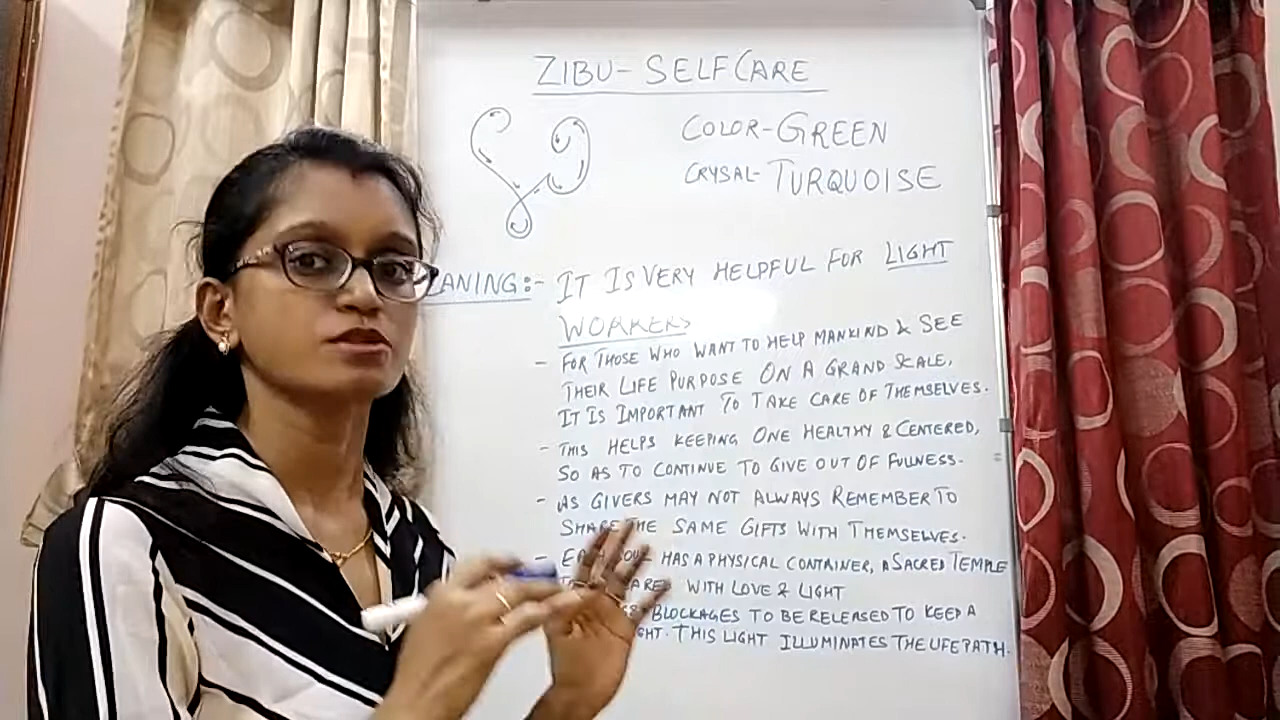 ZIBU- SELFCARE
COLOR-GREEN
CRYSAL- TURQUOISE
ANING:- IT IS VERY HELPFUL FOR LIGHT
WORKERS
- FOR THOSE WHO WANT TO HELP MANKIND & SEE
THEIR LIFE PURPOSE ON A GRAND SCALE,
IT IS IMPORTANT TO TAKE CARE OF THEMSELVES.
- THIS HELPS KEEPING ONE HEALTHY & CENTERED,
SO AS TO CONTINUE TO GIVE OUT OF FULLNESS.
- AS GIVERS MAY NOT ALWAYS REMEMBER TO
SHARE THE SAME GIFTS WITH THEMSELVES.
- EACH SOUL HAS A PHYSICAL CONTAINER, A SACRED TEMPLE
WITH LOVE & LIGHT
BLOCKAGES TO BE RELEASED TO KEEP A
GHT. THIS LIGHT ILLUMINATES THE LIFE PATH.